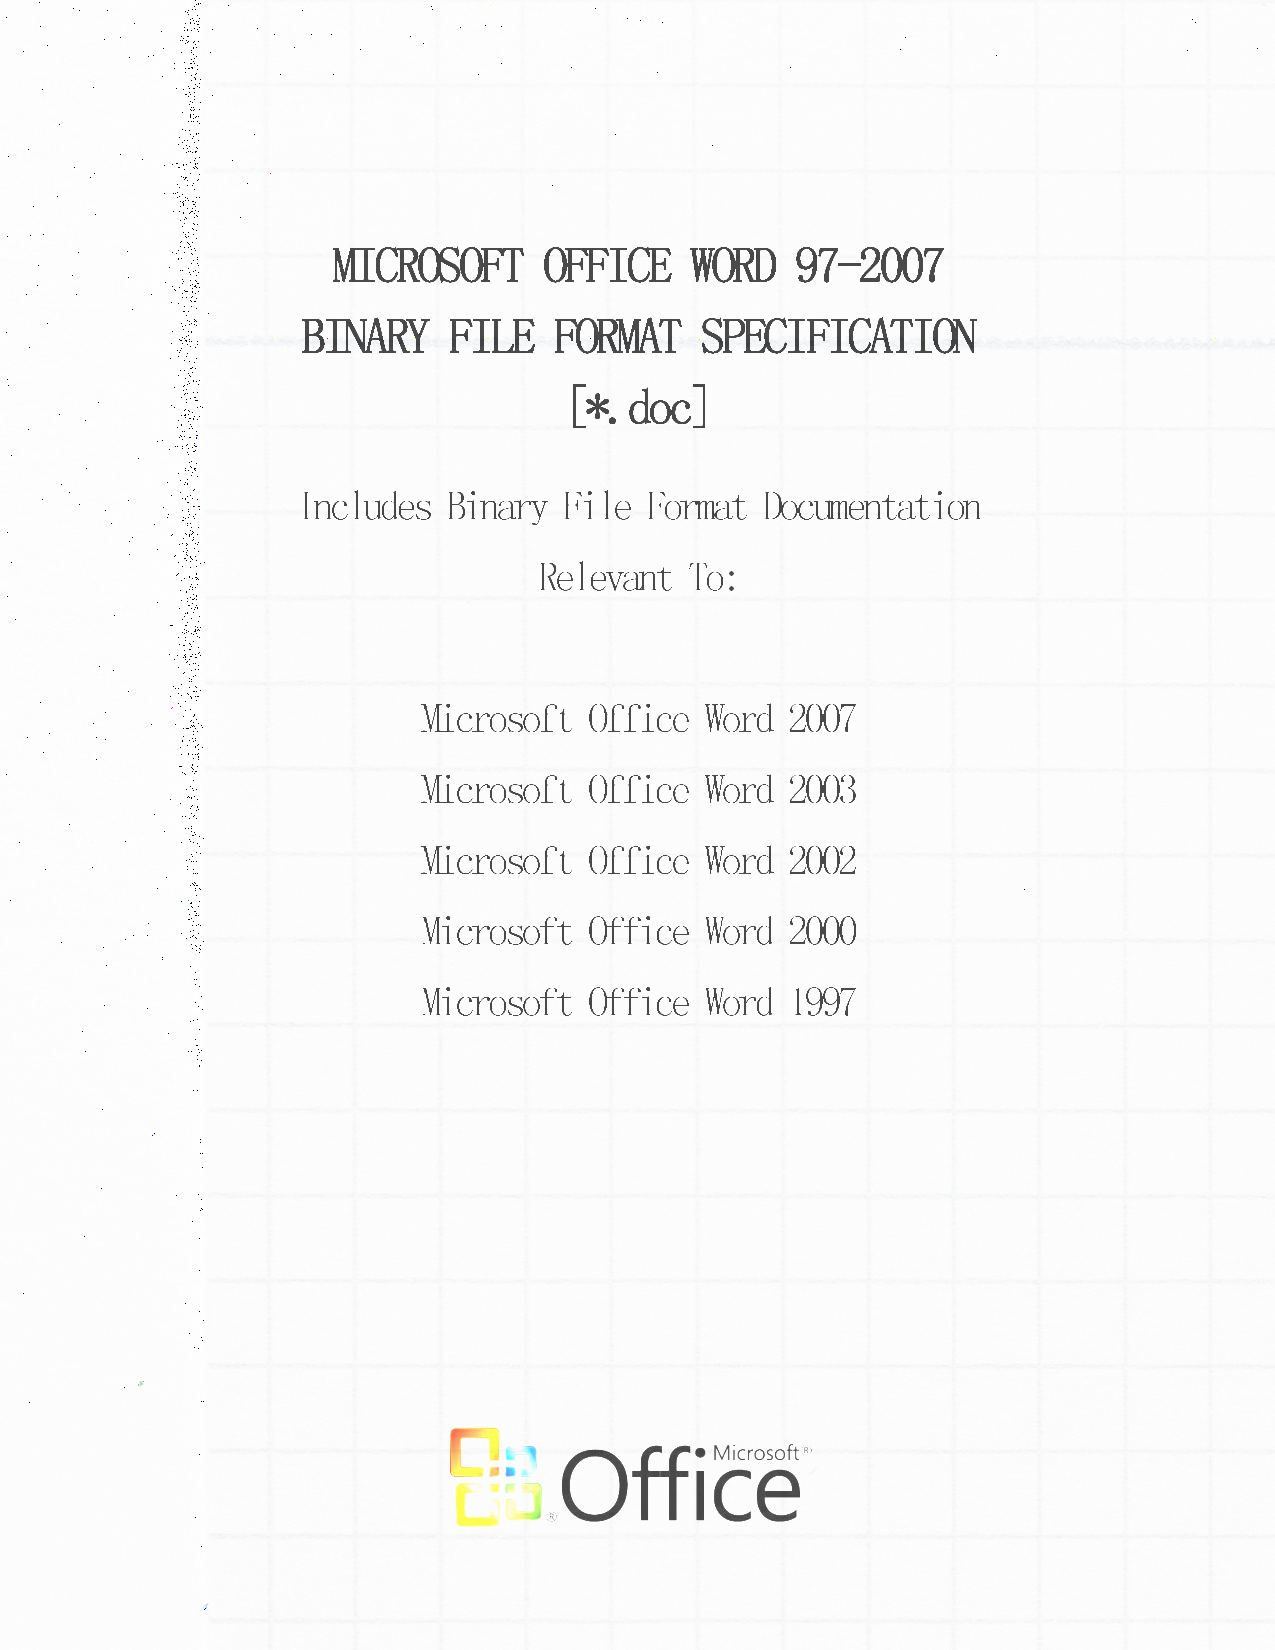 MICROSOFT OFFICE WORD 97-2007
BINARY FILE FORMAT SPECIFICATION
[*.doc]
Includes Binary File Format Documentation
Relevant To:
Microsoft Office Word 2007
Microsoft Office Word 2003
Microsoft Office Word 2002
Microsoft Office Word 2000
Microsoft Office Word 1997
Microsoft®
®Office